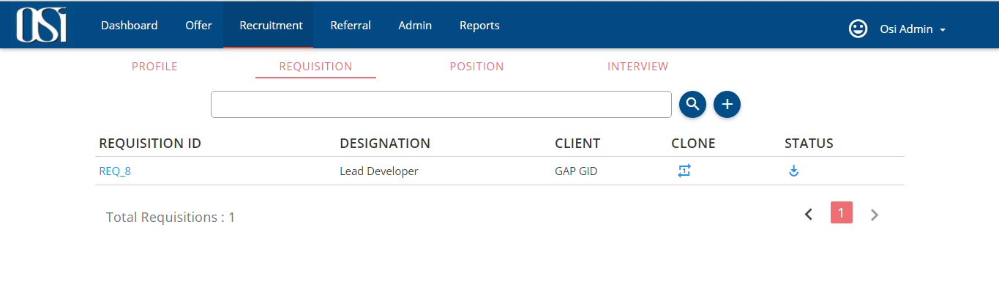 OSi Dashboard Offer Recruitment Referral Admin Reports Osi Admin
PROFILE REQUISITION POSITION INTERVIEW
REQUISITION ID DESIGNATION CLIENT CLONE STATUS
REQ_8 Lead Developer GAP GID 1
Total Requisitions : 1 1